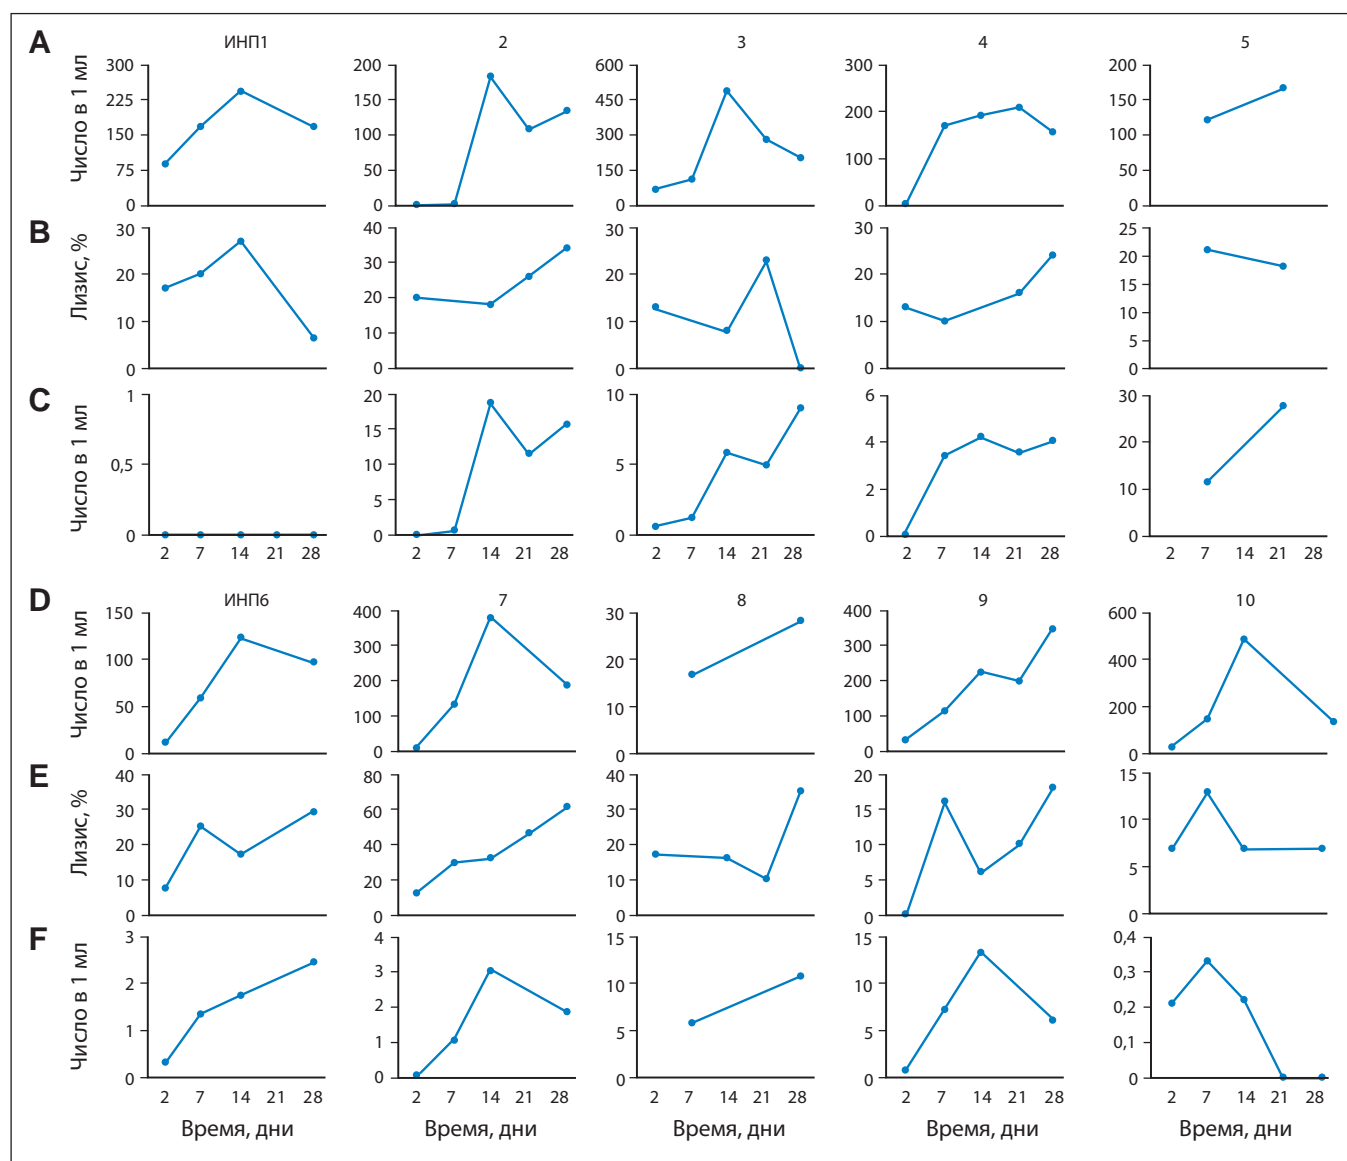 A
ИНП1 2 3 4 5
Число в 1 мл
300 200 600 300 200
225 150 450 200 150
150 100 300 100 100
75 50 150 50
0 0 0 0 0
B
Лизис, %
30 40 30 30 25
20 30 20 20 20
10 20 10 10 15
0 10 0 0 10
0 5
0
C
Число в 1 мл
1 20 10 6 30
0,5 15 5 4 20
0 10 0 2 10
5 0 0
0
2 7 14 21 28 2 7 14 21 28 2 7 14 21 28 2 7 14 21 28 2 7 14 21 28
D
ИНП6 7 8 9 10
Число в 1 мл
150 400 30 400 600
100 300 20 300 400
50 200 10 200 200
0 100 0 100 0
0 0
E
Лизис, %
40 80 40 20 15
30 60 30 15 10
20 40 20 10 5
10 20 10 5 0
0 0 0 0
F
Число в 1 мл
3 4 15 15 0,4
2 3 10 10 0,3
1 2 5 5 0,2
0 1 0 0 0,1
0 0
2 7 14 21 28 2 7 14 21 28 2 7 14 21 28 2 7 14 21 28 2 7 14 21 28
Время, дни Время, дни Время, дни Время, дни Время, дни